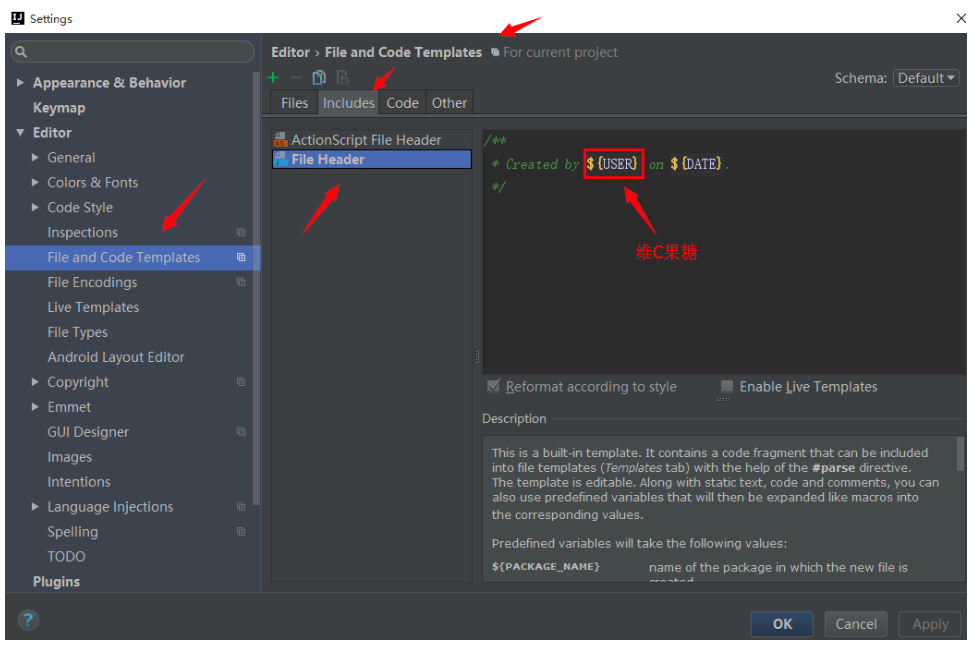 Settings
Editor › File and Code Templates For current project
Schema: Default
Files Includes Code Other
Appearance & Behavior
Keymap
Editor
General
Colors & Fonts
Code Style
Inspections
File and Code Templates
File Encodings
Live Templates
File Types
Android Layout Editor
Copyright
Emmet
GUI Designer
Images
Intentions
Language Injections
Spelling
TODO
Plugins
ActionScript File Header
File Header
/**
* Created by ${USER} on ${DATE}.
*/
维C果糖
Reformat according to style
Enable Live Templates
Description
This is a built-in template. It contains a code fragment that can be included
into file templates (Templates tab) with the help of the #parse directive.
The template is editable. Along with static text, code and comments, you can
also use predefined variables that will then be expanded like macros into
the corresponding values.
Predefined variables will take the following values:
${PACKAGE_NAME} name of the package in which the new file is
created
?
OK Cancel Apply